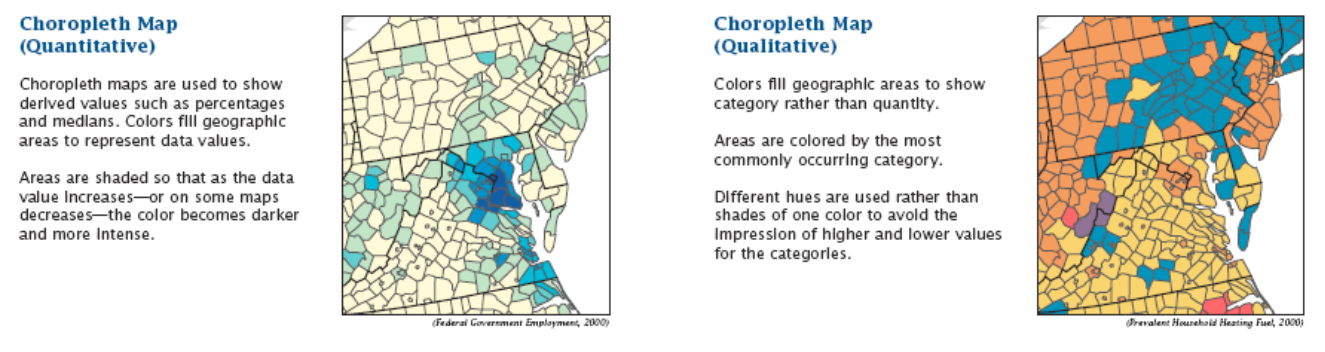 Choropleth Map
(Quantitative)
Choropleth maps are used to show
derived values such as percentages
and medians. Colors fill geographic
areas to represent data values.
Areas are shaded so that as the data
value increases—or on some maps
decreases—the color becomes darker
and more intense.
(Federal Government Employment, 2000)
Choropleth Map
(Qualitative)
Colors fill geographic areas to show
category rather than quantity.
Areas are colored by the most
commonly occurring category.
Different hues are used rather than
shades of one color to avoid the
impression of higher and lower values
for the categories.
(Prevalent Household Heating Fuel, 2000)